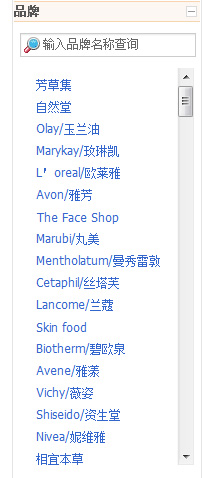 品牌
输入品牌名称查询
芳草集
自然堂
Olay/玉兰油
Marykay/玫琳凯
L'oreal/欧莱雅
Avon/雅芳
The Face Shop
Marubi/丸美
Mentholatum/曼秀雷敦
Cetaphil/丝塔芙
Lancome/兰蔻
Skin food
Biotherm/碧欧泉
Avene/雅漾
Vichy/薇姿
Shiseido/资生堂
Nivea/妮维雅
相宜本草